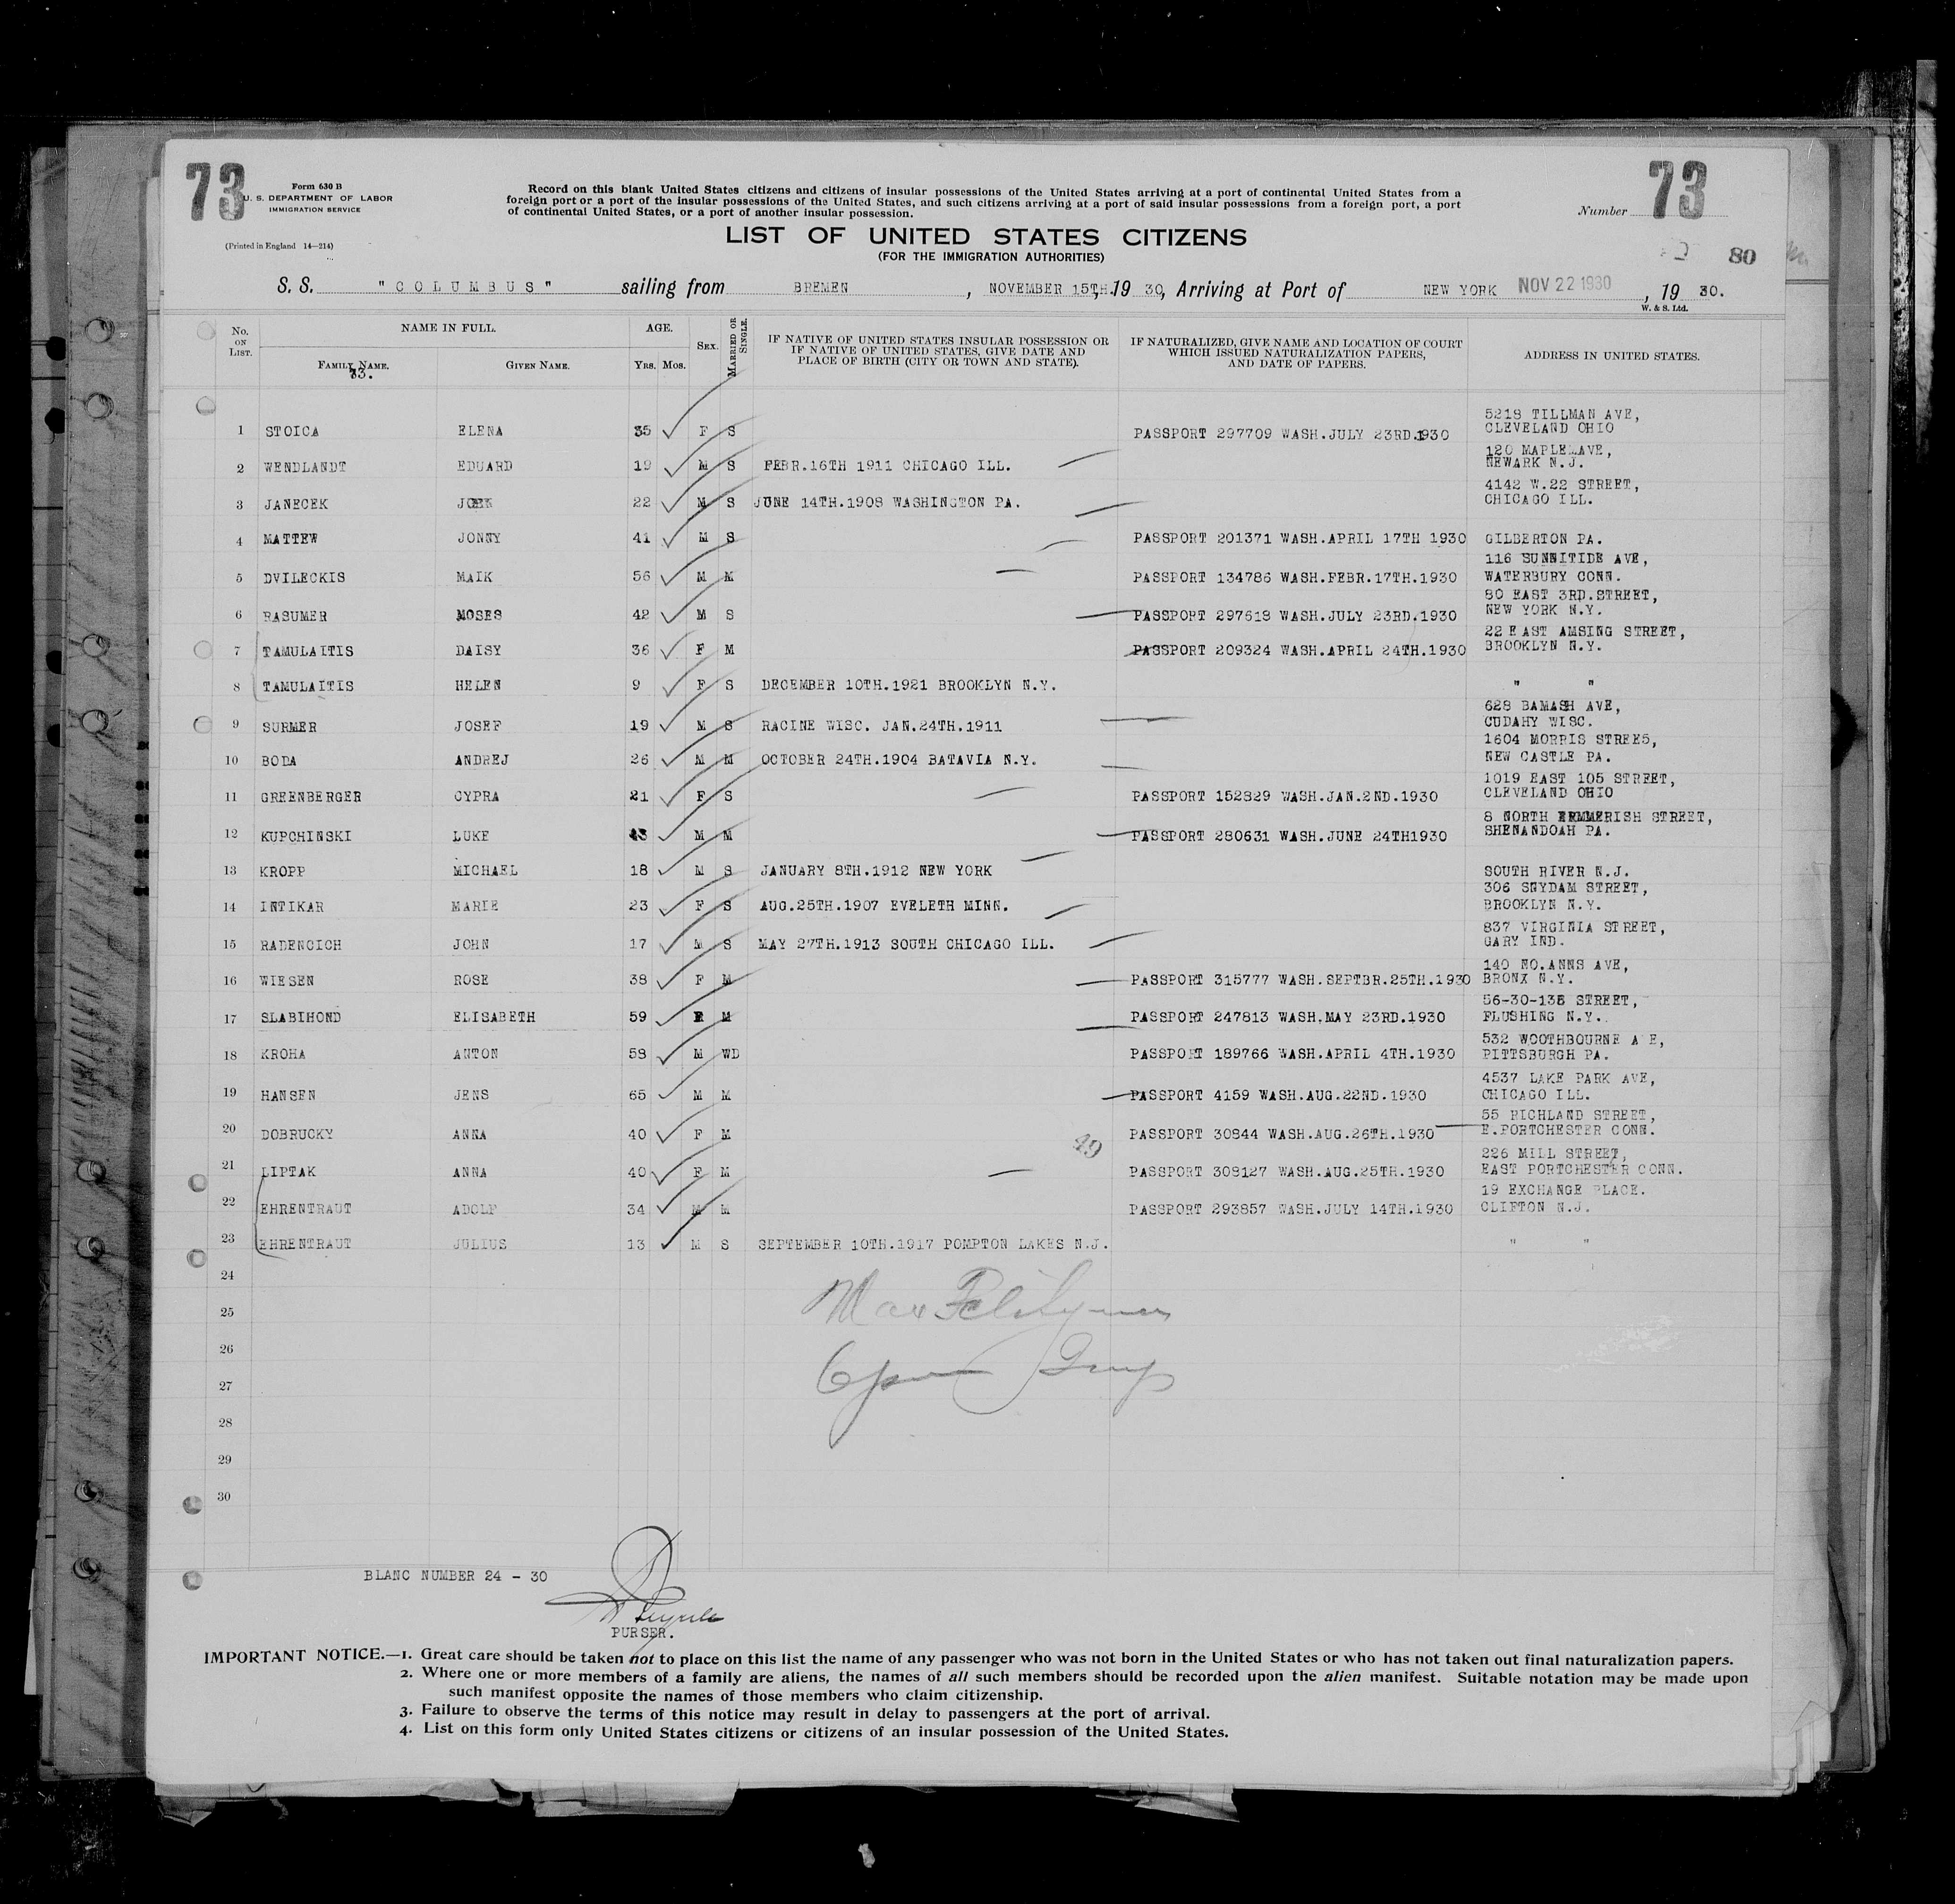 73
Form 630 B
U. S. DEPARTMENT OF LABOR
IMMIGRATION SERVICE
(Printed in England 14—214)
Record on this blank United States citizens and citizens of insular possessions of the United States arriving at a port of continental United States from a
foreign port or a port of the insular possessions of the United States, and such citizens arriving at a port of said insular possessions from a foreign port, a port
of continental United States, or a port of another insular possession.
Number 73
LIST OF UNITED STATES CITIZENS
(FOR THE IMMIGRATION AUTHORITIES)
80
S. S. "COLUMBUS" sailing from BREMEN, NOVEMBER 15TH. 19 30, Arriving at Port of NEW YORK NOV 22 1930, 19 30.
W. & S. Ltd.
No. ON LIST. NAME IN FULL. AGE. SEX. MARRIED OR SINGLE. IF NATIVE OF UNITED STATES INSULAR POSSESSION OR IF NATIVE OF UNITED STATES, GIVE DATE AND PLACE OF BIRTH (CITY OR TOWN AND STATE). IF NATURALIZED, GIVE NAME AND LOCATION OF COURT WHICH ISSUED NATURALIZATION PAPERS, AND DATE OF PAPERS. ADDRESS IN UNITED STATES.
FAMILY NAME. GIVEN NAME. Yrs. Mos.
73.
1 STOICA ELENA 35 F S PASSPORT 297709 WASH.JULY 23RD.1930 5218 TILLMAN AVE, CLEVELAND OHIO
2 WENDLANDT EDUARD 19 M S FEBR.16TH 1911 CHICAGO ILL. 120 MAPLE.AVE, NEWARK N.J.
3 JANECEK 22 M S JUNE 14TH.1908 WASHINGTON PA. 4142 W.22 STREET, CHICAGO ILL.
4 MATTEW JONNY 41 M S PASSPORT 201371 WASH.APRIL 17TH 1930 GILBERTON PA.
5 DVILECKIS MAIK 56 M M PASSPORT 134786 WASH.FEBR.17TH.1930 116 SUNNITIDE AVE, WATERBURY CONN.
6 RASUMER MOSES 42 M S PASSPORT 297618 WASH.JULY 23RD.1930 80 EAST 3RD.STREET, NEW YORK N.Y.
7 TAMULAITIS DAISY 36 F M PASSPORT 209324 WASH.APRIL 24TH.1930 22 EAST AMSING STREET, BROOKLYN N.Y.
8 TAMULAITIS HELEN 9 F S DECEMBER 10TH.1921 BROOKLYN N.Y. " "
9 SURMER JOSEF 19 M S RACINE WISC. JAN.24TH.1911 628 BAMASH AVE, CUDAHY WISC.
10 BODA ANDREJ 26 M M OCTOBER 24TH.1904 BATAVIA N.Y. 1604 MORRIS STREES, NEW CASTLE PA.
11 GREENBERGER CYPRA 21 F S PASSPORT 152829 WASH.JAN.2ND.1930 1019 EAST 105 STREET, CLEVELAND OHIO
12 KUPCHINSKI LUKE 43 M M PASSPORT 280631 WASH.JUNE 24TH1930 8 NORTH STREET, SHENANDOAH PA.
13 KROPP MICHAEL 18 M S JANUARY 8TH.1912 NEW YORK SOUTH RIVER N.J.
14 INTIKAR MARIE 23 F S AUG.25TH.1907 EVELETH MINN. 306 SNYDAM STREET, BROOKLYN N.Y.
15 RADENCICH JOHN 17 M S MAY 27TH.1913 SOUTH CHICAGO ILL. 837 VIRGINIA STREET, GARY IND.
16 WIESEN ROSE 38 F M PASSPORT 315777 WASH.SEPTBR.25TH.1930 140 NO.ANNS AVE, BRONX N.Y.
17 SLABIHOND ELISABETH 59 F M PASSPORT 247813 WASH.MAY 23RD.1930 56-30-138 STREET, FLUSHING N.Y.
18 KROHA ANTON 58 M WD PASSPORT 189766 WASH.APRIL 4TH.1930 532 WOOTHBOURNE A E, PITTSBURGH PA.
19 HANSEN JENS 65 M M PASSPORT 4159 WASH.AUG.22ND.1930 4537 LAKE PARK AVE, CHICAGO ILL.
20 DOBRUCKY ANNA 40 F M PASSPORT 30844 WASH.AUG.26TH.1930 55 RICHLAND STREET, E.PORTCHESTER CONN.
49
21 LIPTAK ANNA 40 F M PASSPORT 308127 WASH.AUG.25TH.1930 226 MILL STREET, EAST PORTCHESTER CONN.
22 EHRENTRAUT ADOLF 34 M M PASSPORT 293857 WASH.JULY 14TH.1930 19 EXCHANGE PLACE. CLIFTON N.J.
23 EHRENTRAUT JULIUS 13 M S SEPTEMBER 10TH.1917 POMPTON LAKES N.J. " "
24
25 Max
26
27
28
29
30
BLANC NUMBER 24 - 30
PURSER.
IMPORTANT NOTICE.—1. Great care should be taken not to place on this list the name of any passenger who was not born in the United States or who has not taken out final naturalization papers.
2. Where one or more members of a family are aliens, the names of all such members should be recorded upon the alien manifest. Suitable notation may be made upon
such manifest opposite the names of those members who claim citizenship.
3. Failure to observe the terms of this notice may result in delay to passengers at the port of arrival.
4. List on this form only United States citizens or citizens of an insular possession of the United States.